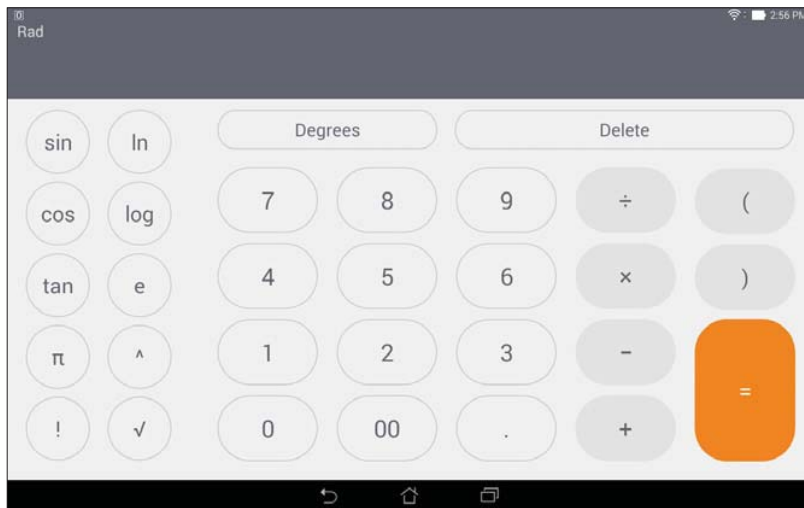 2:56 PM
Rad
Degrees Delete
sin ln 7 8 9 ÷ (
cos log 4 5 6 × )
tan e 1 2 3 − =
π ^ 0 00 . +
! √